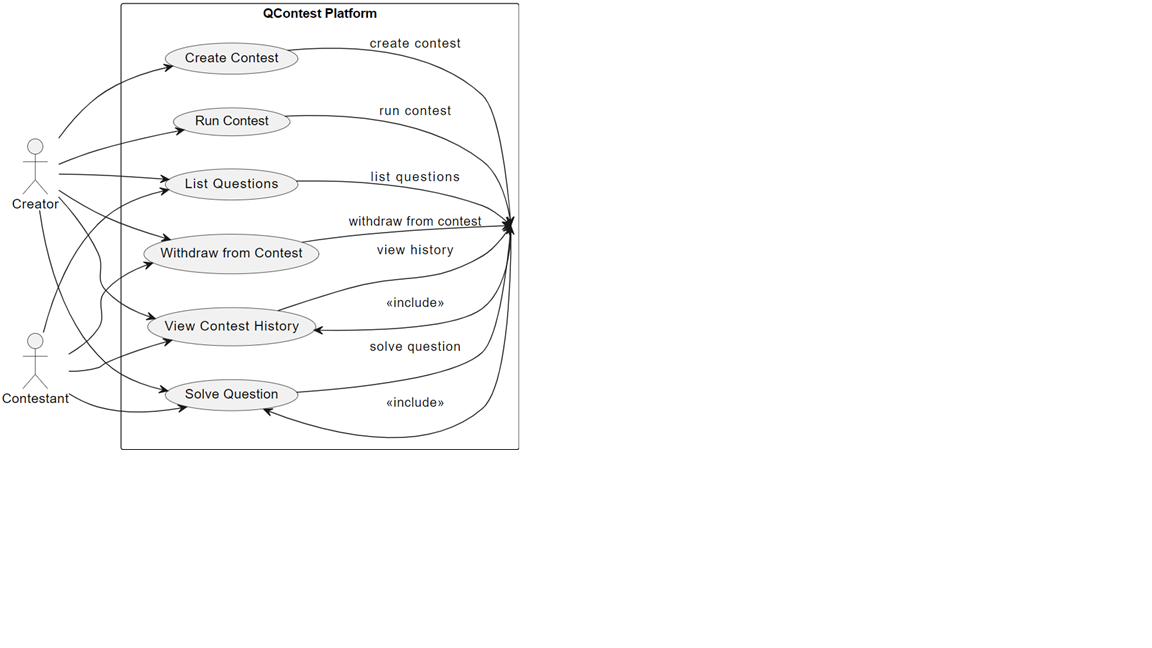 QContest Platform
Create Contest
create contest
Run Contest
run contest
List Questions
list questions
Creator
withdraw from contest
Withdraw from Contest
view history
«include»
View Contest History
solve question
Solve Question
Contestant
«include»